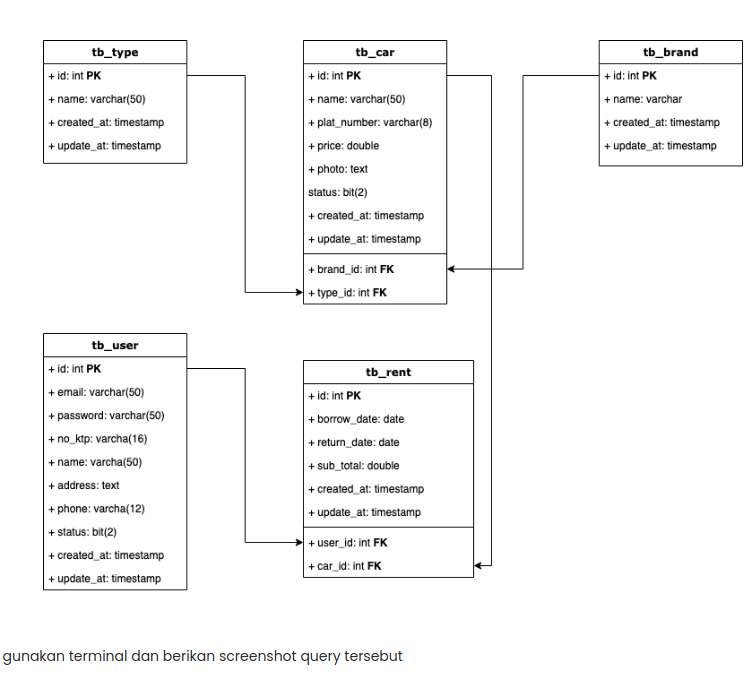 tb_type
+ id: int PK
+ name: varchar(50)
+ created_at: timestamp
+ update_at: timestamp
tb_car
+ id: int PK
+ name: varchar(50)
+ plat_number: varchar(8)
+ price: double
+ photo: text
status: bit(2)
+ created_at: timestamp
+ update_at: timestamp
+ brand_id: int FK
+ type_id: int FK
tb_brand
+ id: int PK
+ name: varchar
+ created_at: timestamp
+ update_at: timestamp
tb_user
+ id: int PK
+ email: varchar(50)
+ password: varchar(50)
+ no_ktp: varcha(16)
+ name: varcha(50)
+ address: text
+ phone: varcha(12)
+ status: bit(2)
+ created_at: timestamp
+ update_at: timestamp
tb_rent
+ id: int PK
+ borrow_date: date
+ return_date: date
+ sub_total: double
+ created_at: timestamp
+ update_at: timestamp
+ user_id: int FK
+ car_id: int FK
gunakan terminal dan berikan screenshot query tersebut